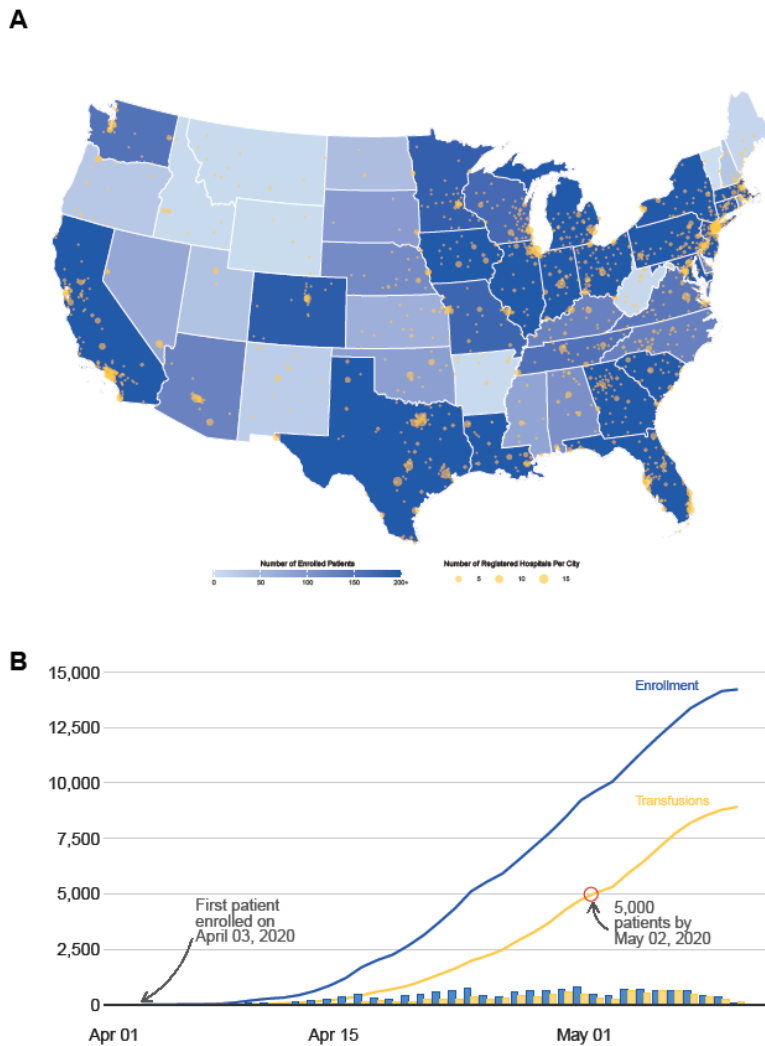 A
Number of Enrolled Patients
0 50 100 150 200+
Number of Registered Hospitals Per City
5 10 15
B
15,000
Enrollment
12,500
10,000
Transfusions
7,500
5,000
First patient
enrolled on
April 03, 2020
5,000
patients by
May 02, 2020
2,500
0
Apr 01 Apr 15 May 01